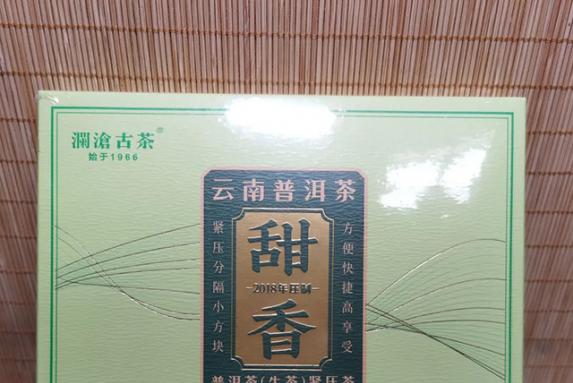 瀾滄古茶®
始于1966
云南普洱茶
紧压分隔小方块
甜香
2018年压制
方便快捷高享受
普洱茶(生茶)紧压茶